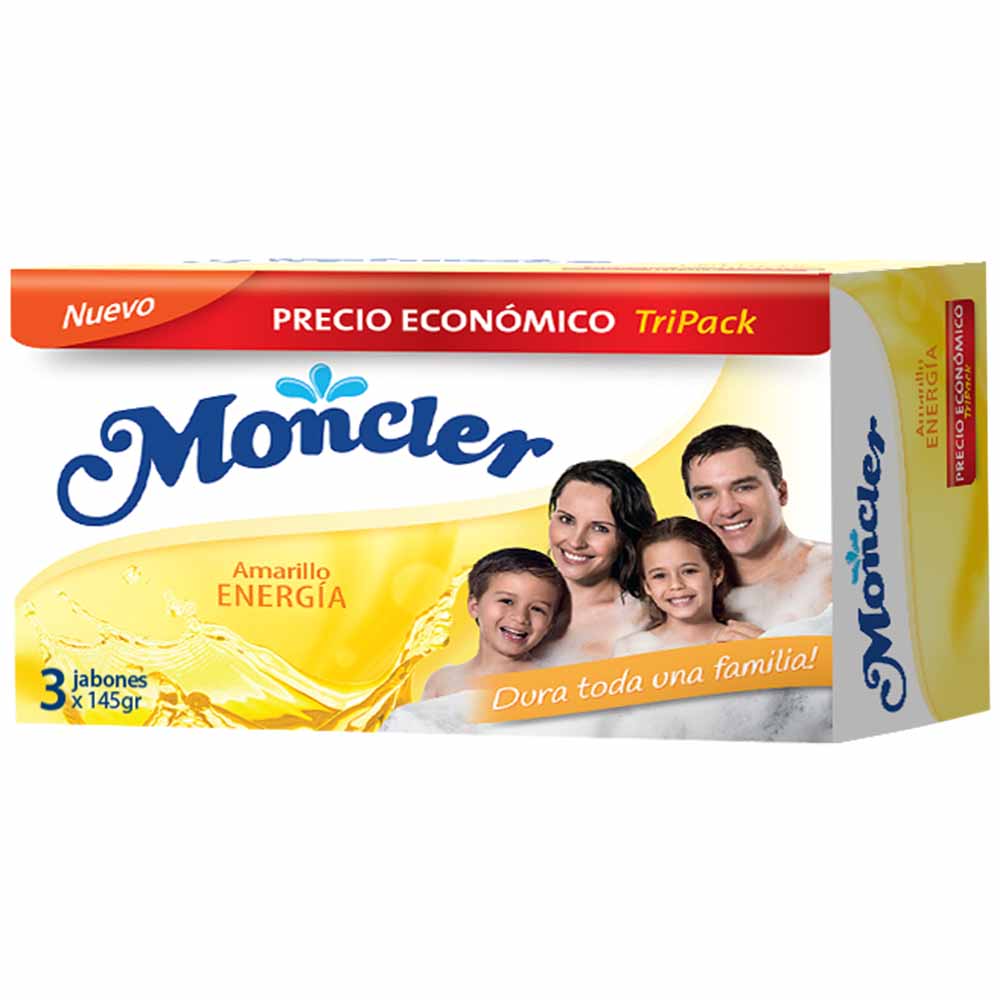 Nuevo
PRECIO ECONÓMICO TriPack
Moncler
Amarillo
ENERGÍA
3 jabones
x 145gr
Dura toda una familia!
Amarillo
ENERGÍA
PRECIO ECONÓMICO
TriPack
Moncler